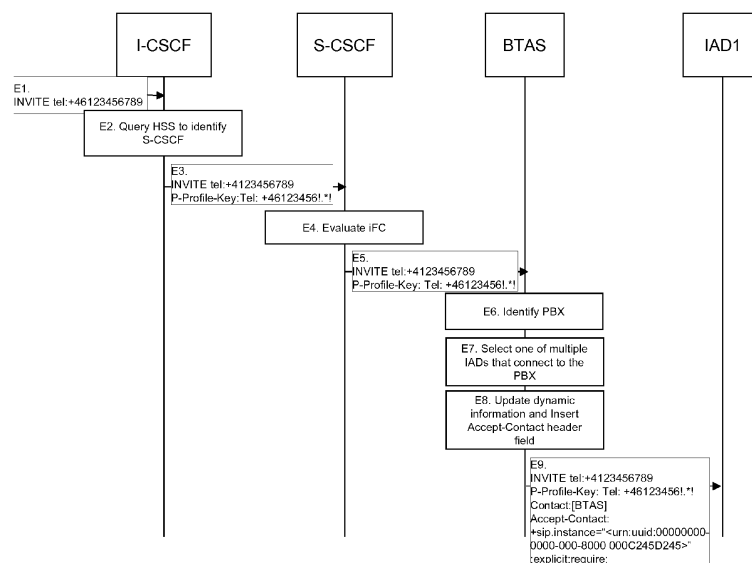 I-CSCF
S-CSCF
BTAS
IAD1
E1.
INVITE tel:+46123456789
E2. Query HSS to identify
S-CSCF
E3.
INVITE tel:+4123456789
P-Profile-Key:Tel: +46123456!.*!
E4. Evaluate iFC
E5.
INVITE tel:+4123456789
P-Profile-Key: Tel: +46123456!.*!
E6. Identify PBX
E7. Select one of multiple
IADs that connect to the
PBX
E8. Update dynamic
information and Insert
Accept-Contact header
field
E9.
INVITE tel:+4123456789
P-Profile-Key: Tel: +46123456!.*!
Contact:[BTAS]
Accept-Contact:
+sip.instance="<urn:uuid:00000000-
0000-000-8000 000C245D245>"
;explicit;require;